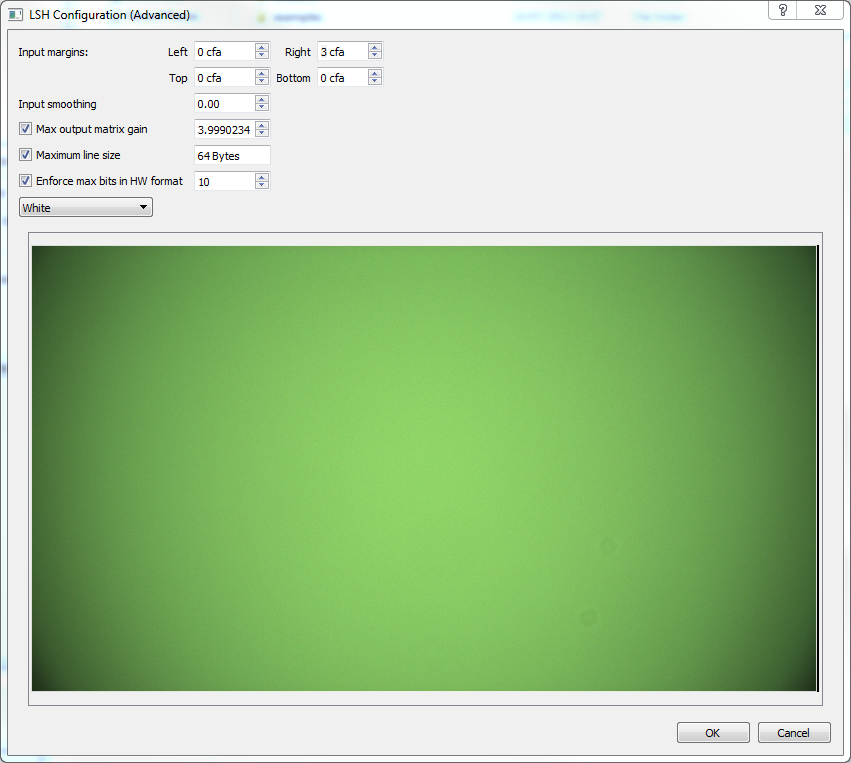 LSH Configuration (Advanced)
Input margins: Left 0 cfa Right 3 cfa
Top 0 cfa Bottom 0 cfa
Input smoothing 0.00
Max output matrix gain 3.9990234
Maximum line size 64 Bytes
Enforce max bits in HW format 10
White
OK Cancel